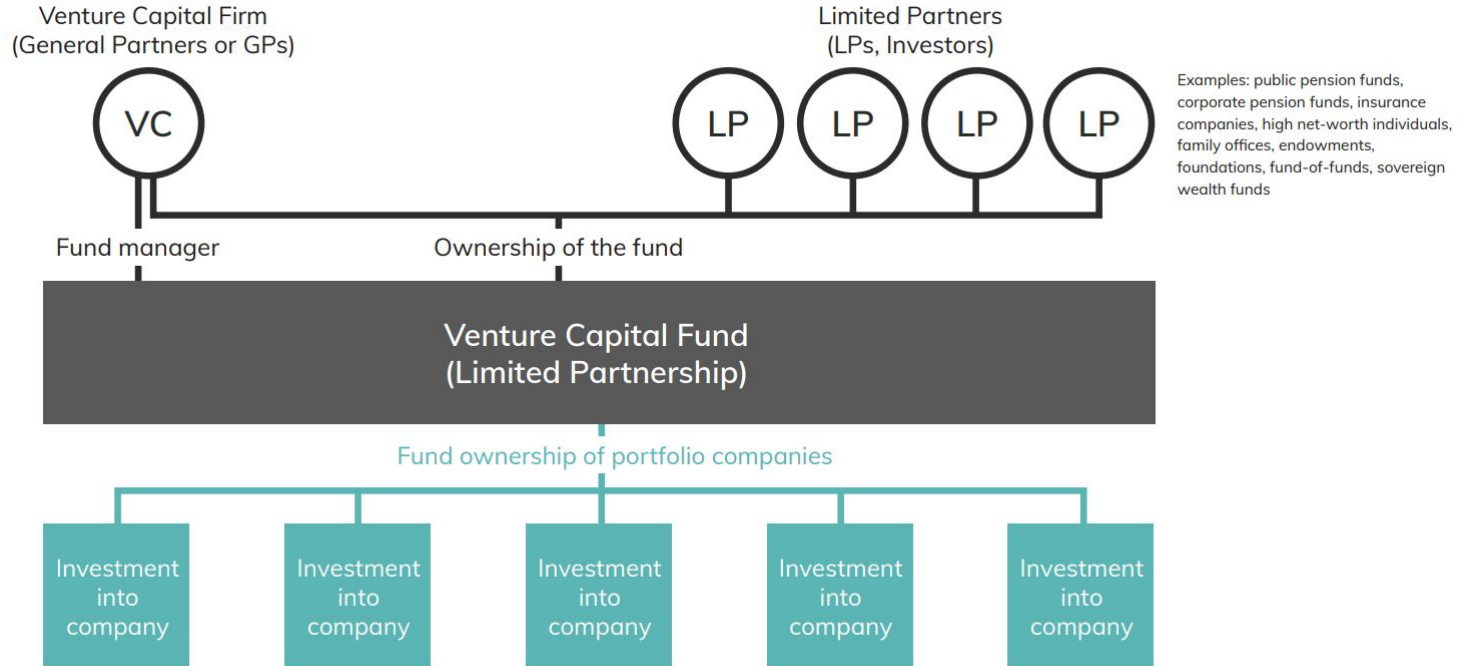 Venture Capital Firm
(General Partners or GPs)
Limited Partners
(LPs, Investors)
VC
LP
LP
LP
LP
Examples: public pension funds,
corporate pension funds, insurance
companies, high net-worth individuals,
family offices, endowments,
foundations, fund-of-funds, sovereign
wealth funds
Fund manager
Ownership of the fund
Venture Capital Fund
(Limited Partnership)
Fund ownership of portfolio companies
Investment
into
company
Investment
into
company
Investment
into
company
Investment
into
company
Investment
into
company